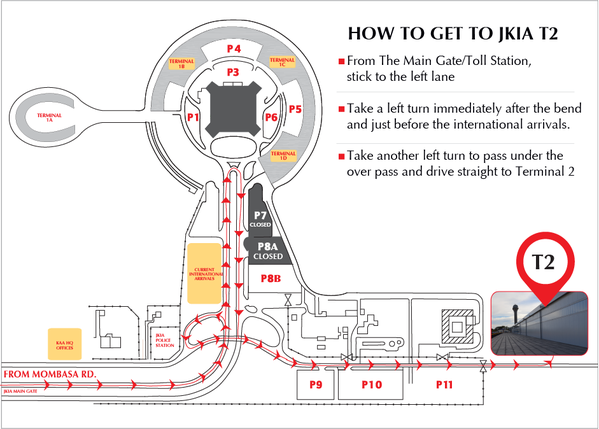 HOW TO GET TO JKIA T2
From The Main Gate/Toll Station,
stick to the left lane
Take a left turn immediately after the bend
and just before the international arrivals.
Take another left turn to pass under the
over pass and drive straight to Terminal 2
P4
TERMINAL
1B
TERMINAL
1C
P3
TERMINAL
1A
P1
P6
P5
TERMINAL
1D
P7
CLOSED
P8A
CLOSED
P8B
CURRENT
INTERNATIONAL
ARRIVALS
T2
KAA HQ
OFFICES
JKIA
POLICE
STATION
FROM MOMBASA RD.
JKIA MAIN GATE
P9
P10
P11